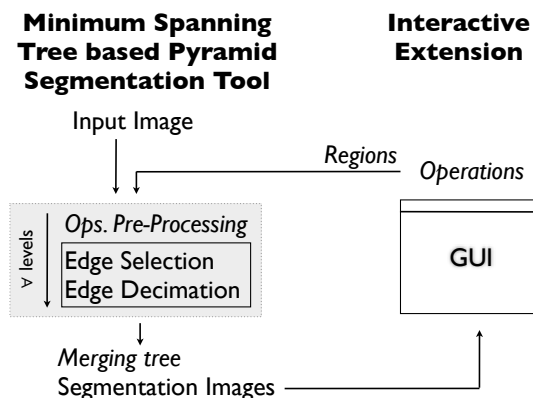 Minimum Spanning
Tree based Pyramid
Segmentation Tool
Interactive
Extension
Input Image
Regions
Operations
∀ levels
Ops. Pre-Processing
Edge Selection
Edge Decimation
GUI
Merging tree
Segmentation Images